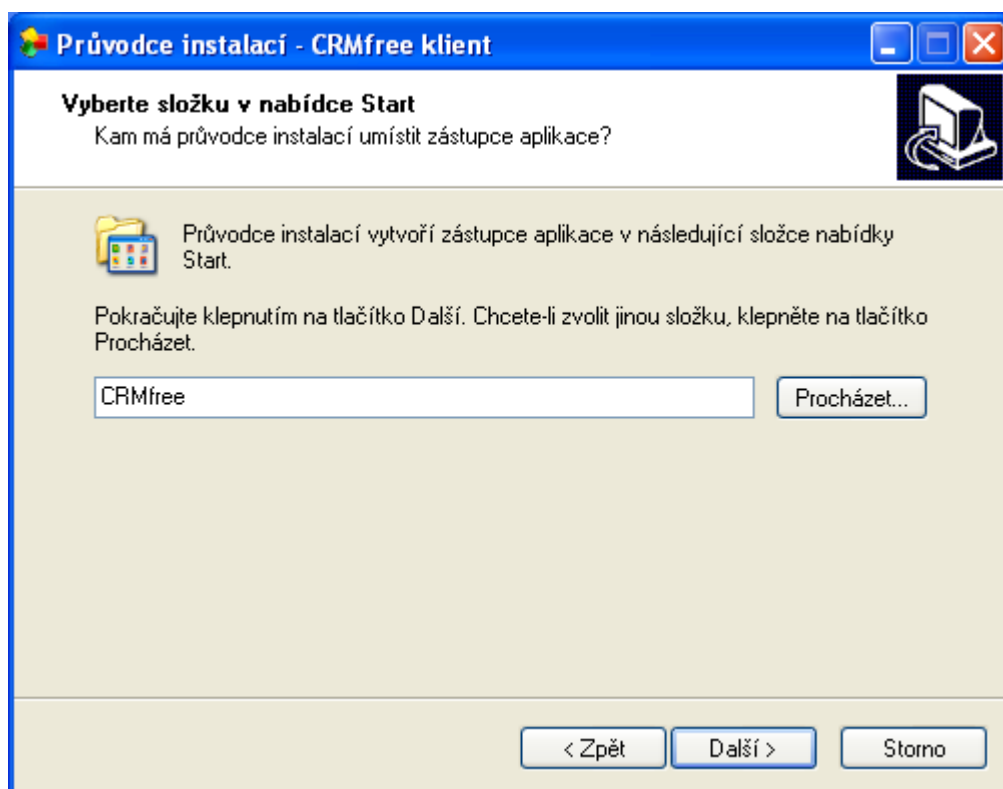 Průvodce instalací - CRMfree klient
Vyberte složku v nabídce Start
Kam má průvodce instalací umístit zástupce aplikace?
Průvodce instalací vytvoří zástupce aplikace v následující složce nabídky
Start.
Pokračujte klepnutím na tlačítko Další. Chcete-li zvolit jinou složku, klepněte na tlačítko
Procházet.
CRMfree
Procházet...
< Zpět
Další >
Storno